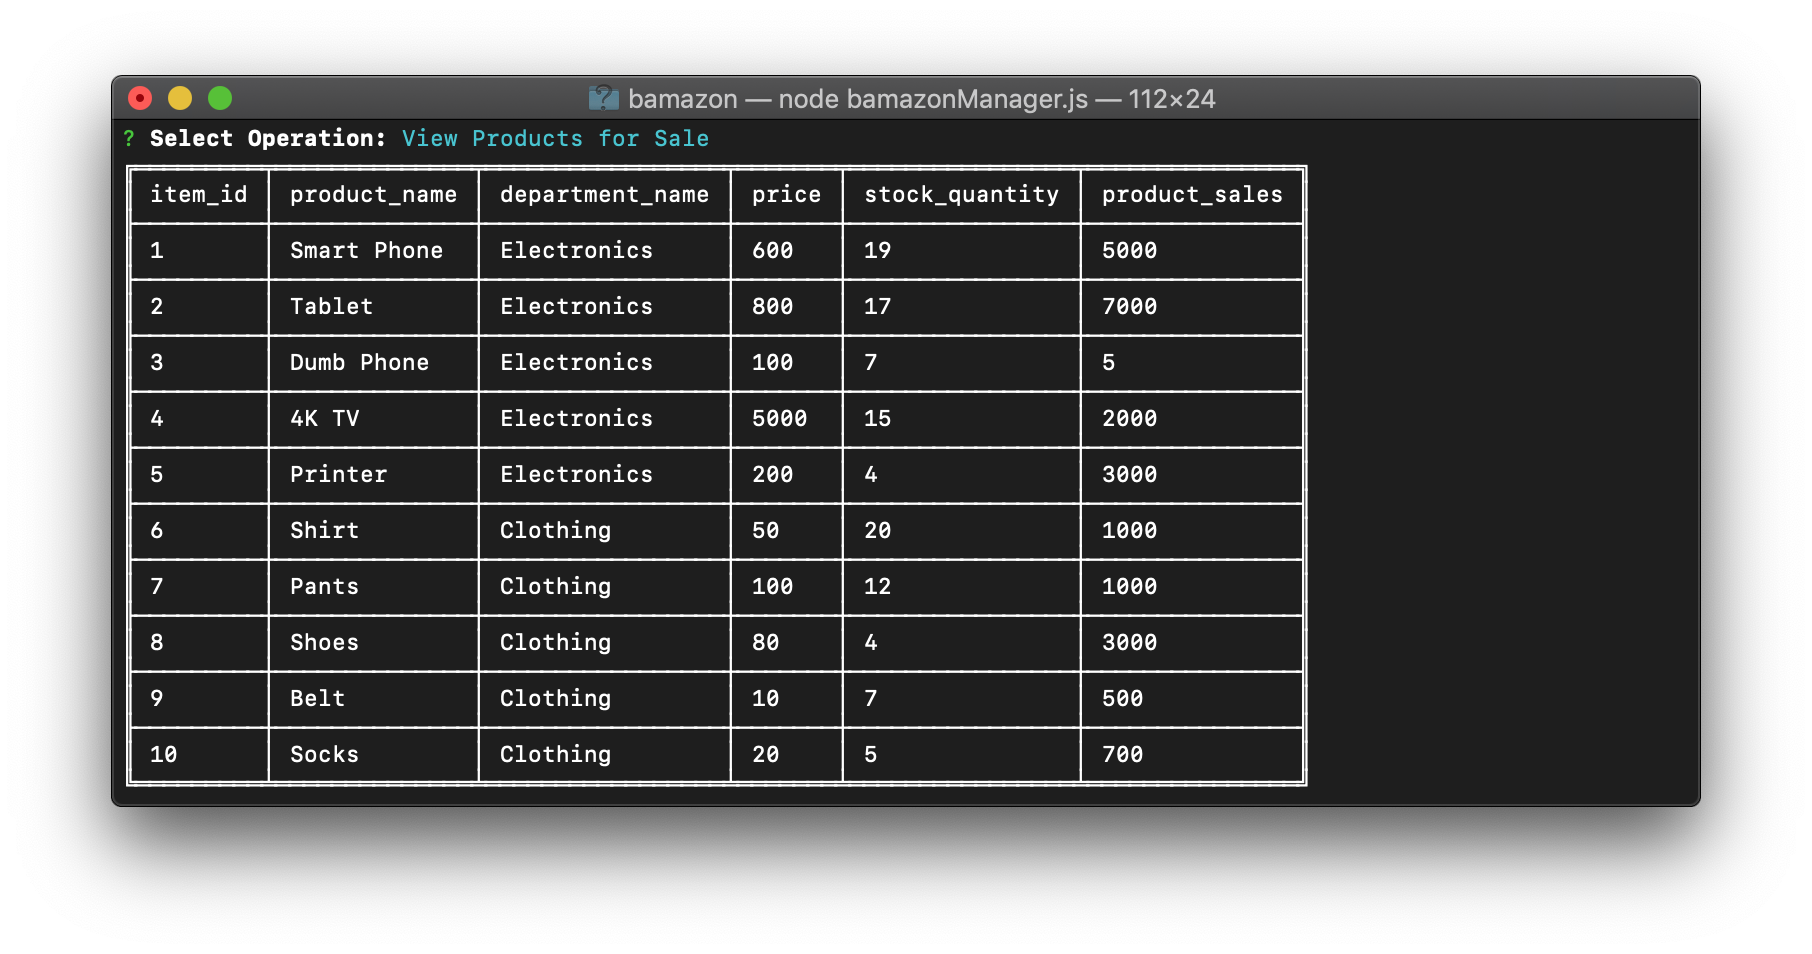 bamazon — node bamazonManager.js — 112×24
? Select Operation: View Products for Sale
item_id product_name department_name price stock_quantity product_sales
1 Smart Phone Electronics 600 19 5000
2 Tablet Electronics 800 17 7000
3 Dumb Phone Electronics 100 7 5
4 4K TV Electronics 5000 15 2000
5 Printer Electronics 200 4 3000
6 Shirt Clothing 50 20 1000
7 Pants Clothing 100 12 1000
8 Shoes Clothing 80 4 3000
9 Belt Clothing 10 7 500
10 Socks Clothing 20 5 700